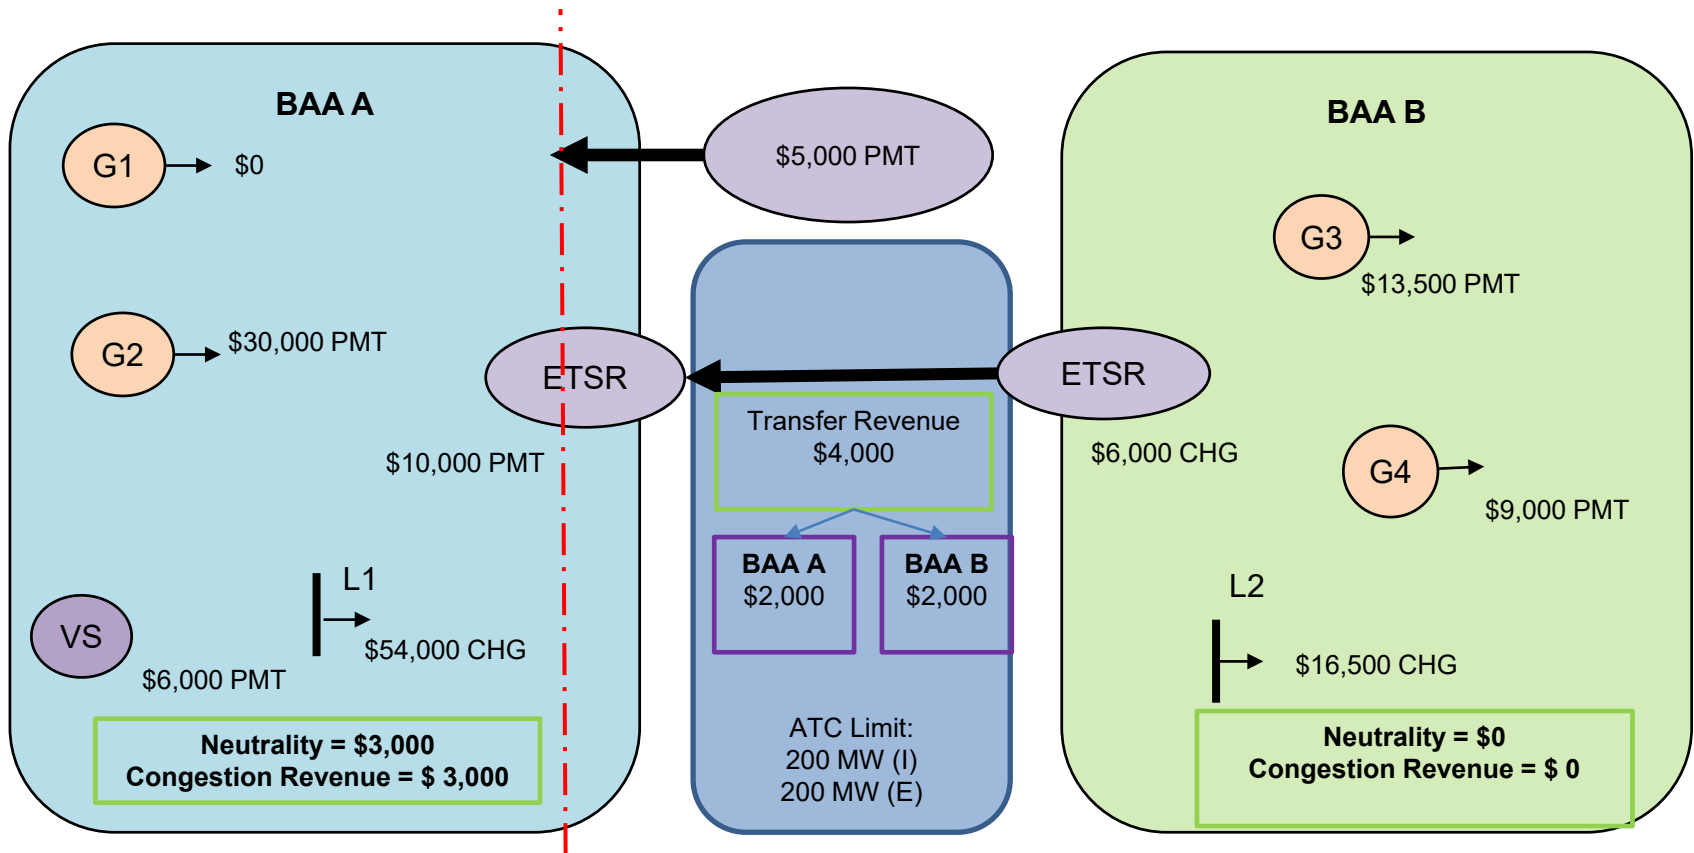 BAA A
G1
$0
G2
$30,000 PMT
ETSR
$10,000 PMT
L1
$54,000 CHG
VS
$6,000 PMT
Neutrality = $3,000
Congestion Revenue = $ 3,000
$5,000 PMT
Transfer Revenue
$4,000
BAA A
$2,000
BAA B
$2,000
ATC Limit:
200 MW (I)
200 MW (E)
BAA B
G3
$13,500 PMT
ETSR
$6,000 CHG
G4
$9,000 PMT
L2
$16,500 CHG
Neutrality = $0
Congestion Revenue = $ 0